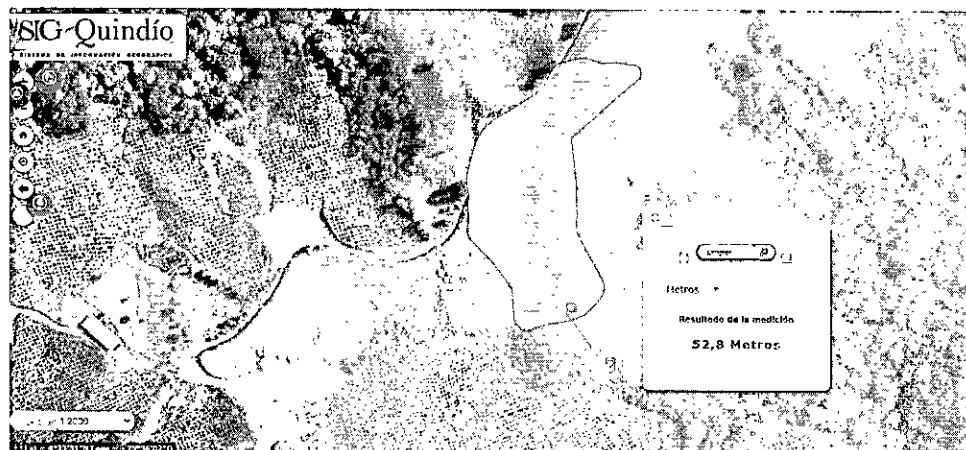 SIG-Quindío
SISTEMA DE INFORMACIÓN GEOGRÁFICA
Metros
Resultado de la medición
52,8 Metros